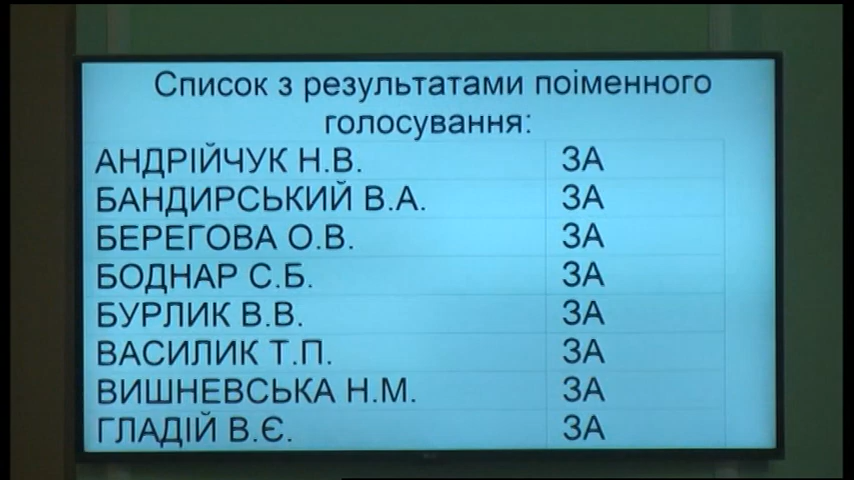 Список з результатами поіменного
голосування:
АНДРІЙЧУК Н.В. ЗА
БАНДИРСЬКИЙ В.А. ЗА
БЕРЕГОВА О.В. ЗА
БОДНАР С.Б. ЗА
БУРЛИК В.В. ЗА
ВАСИЛИК Т.П. ЗА
ВИШНЕВСЬКА Н.М. ЗА
ГЛАДІЙ В.Є. ЗА